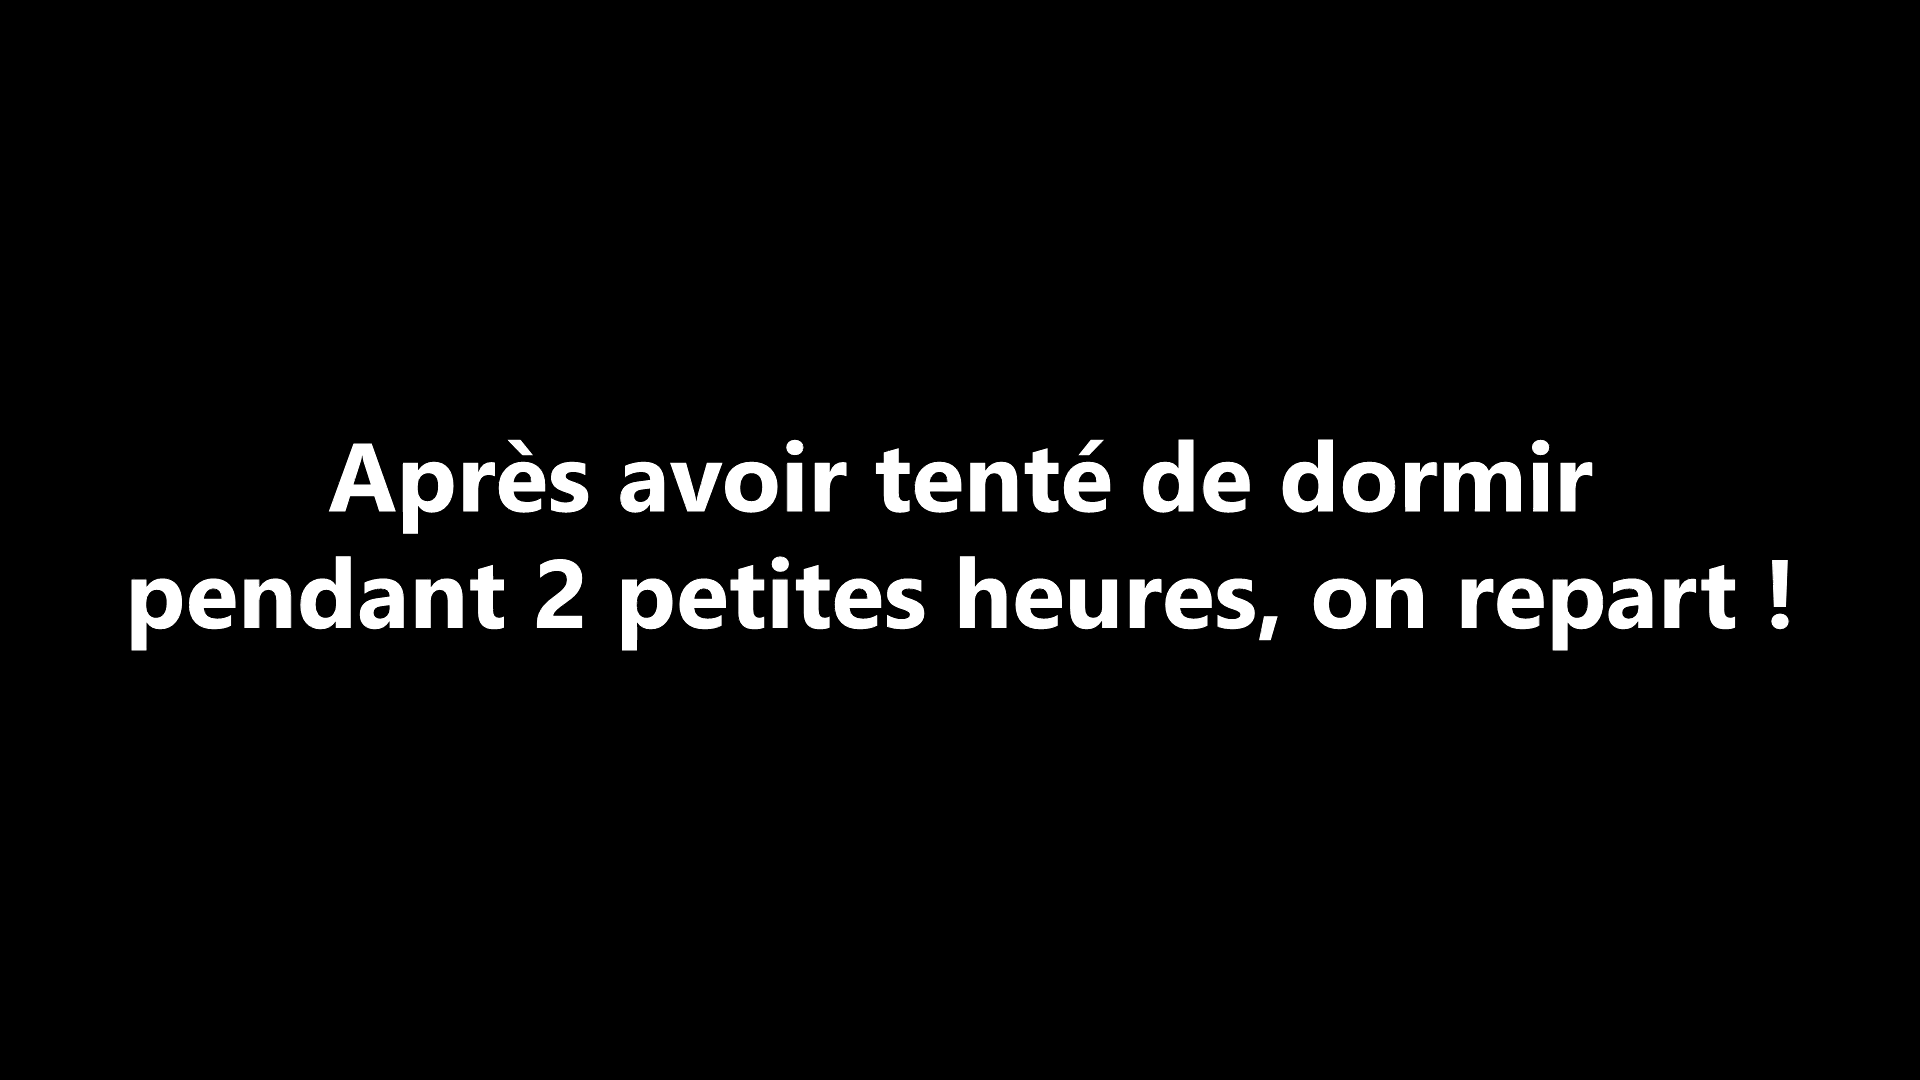 Après avoir tenté de dormir
pendant 2 petites heures, on repart !